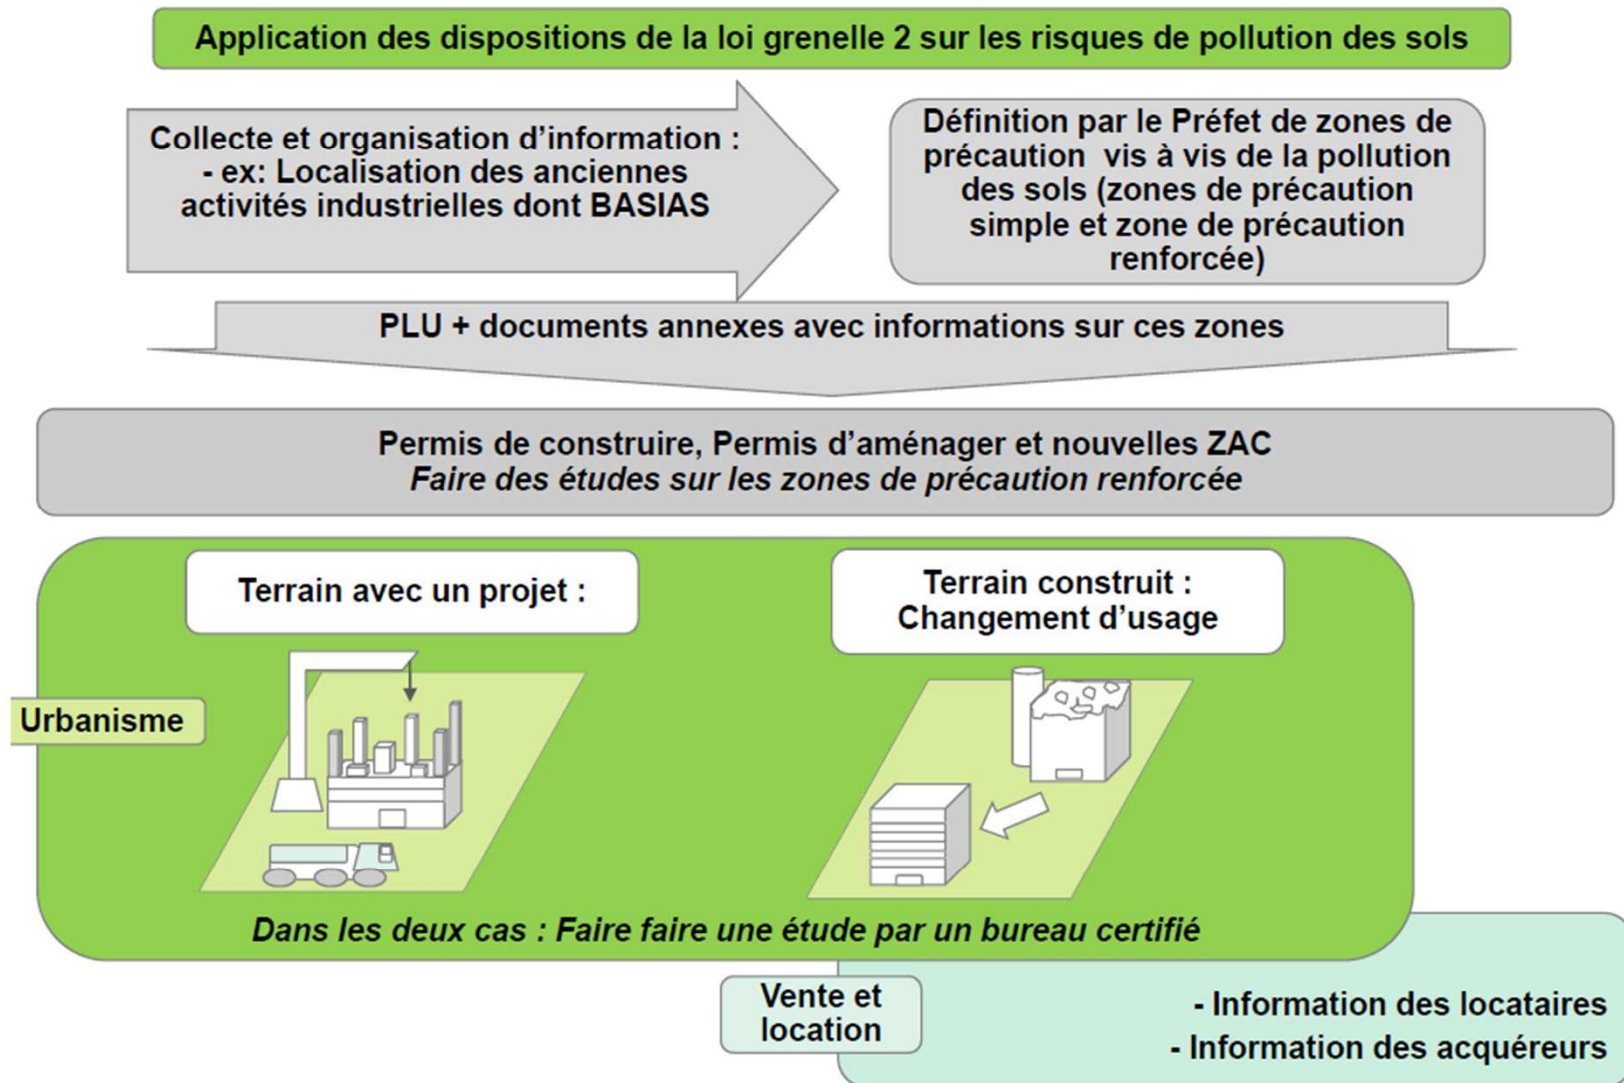 Application des dispositions de la loi grenelle 2 sur les risques de pollution des sols
Collecte et organisation d’information :
- ex: Localisation des anciennes
activités industrielles dont BASIAS
Définition par le Préfet de zones de
précaution vis à vis de la pollution
des sols (zones de précaution
simple et zone de précaution
renforcée)
PLU + documents annexes avec informations sur ces zones
Permis de construire, Permis d’aménager et nouvelles ZAC
Faire des études sur les zones de précaution renforcée
Terrain avec un projet :
Terrain construit :
Changement d’usage
Urbanisme
Dans les deux cas : Faire faire une étude par un bureau certifié
Vente et
location
- Information des locataires
- Information des acquéreurs